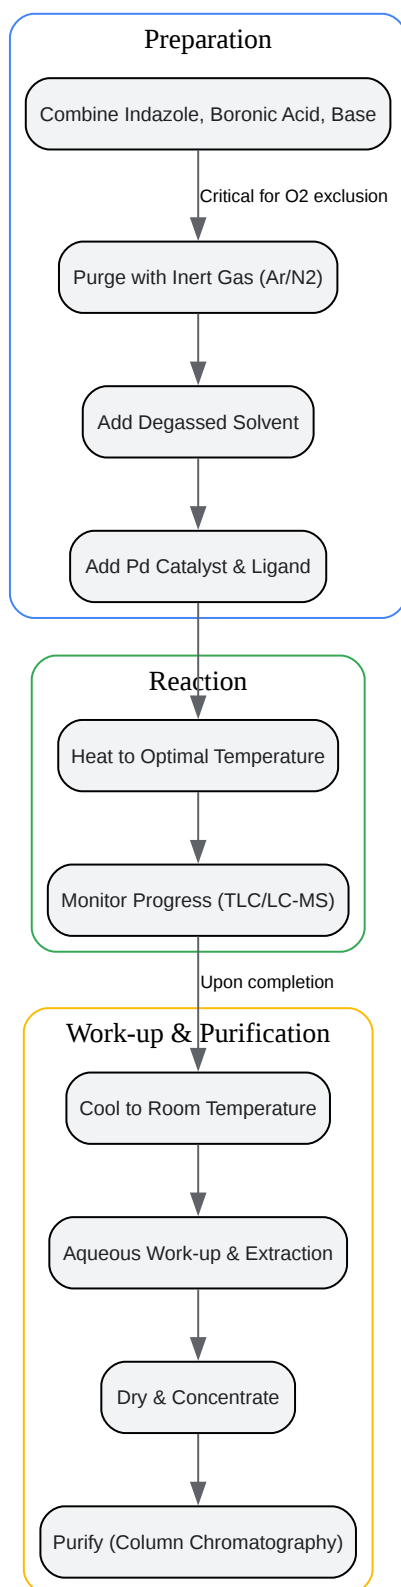 Preparation
Combine Indazole, Boronic Acid, Base
Critical for O2 exclusion
Purge with Inert Gas (Ar/N2)
Add Degassed Solvent
Add Pd Catalyst & Ligand
Reaction
Heat to Optimal Temperature
Monitor Progress (TLC/LC-MS)
Upon completion
Work-up & Purification
Cool to Room Temperature
Aqueous Work-up & Extraction
Dry & Concentrate
Purify (Column Chromatography)